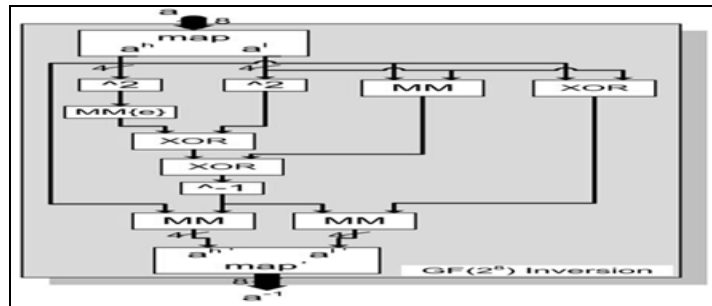 a
8
map
a^h a^l
4 4
^2 ^2 MM XOR
MM{e}
XOR
XOR
^-1
MM MM
4 4
a^h' a^l'
map'
8
GF(2^8) Inversion
a^-1